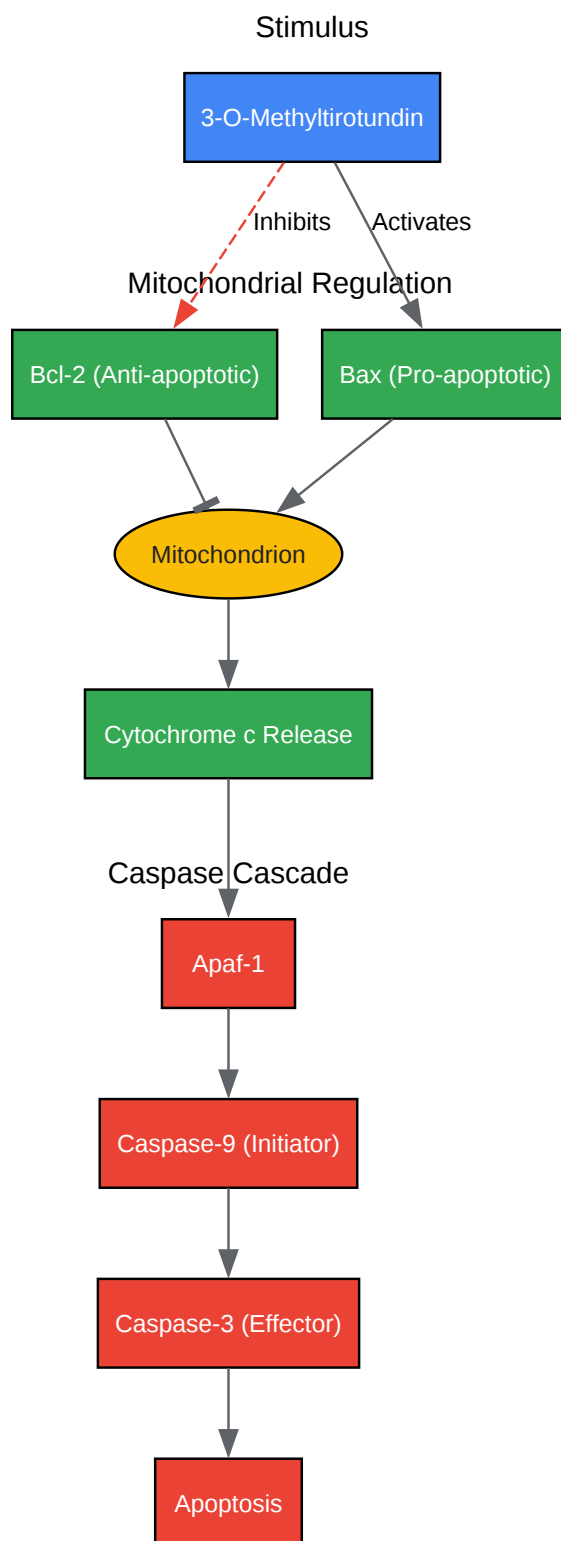 Stimulus
3-O-Methyltirotundin
Inhibits
Activates
Mitochondrial Regulation
Bcl-2 (Anti-apoptotic)
Bax (Pro-apoptotic)
Mitochondrion
Cytochrome c Release
Caspase Cascade
Apaf-1
Caspase-9 (Initiator)
Caspase-3 (Effector)
Apoptosis